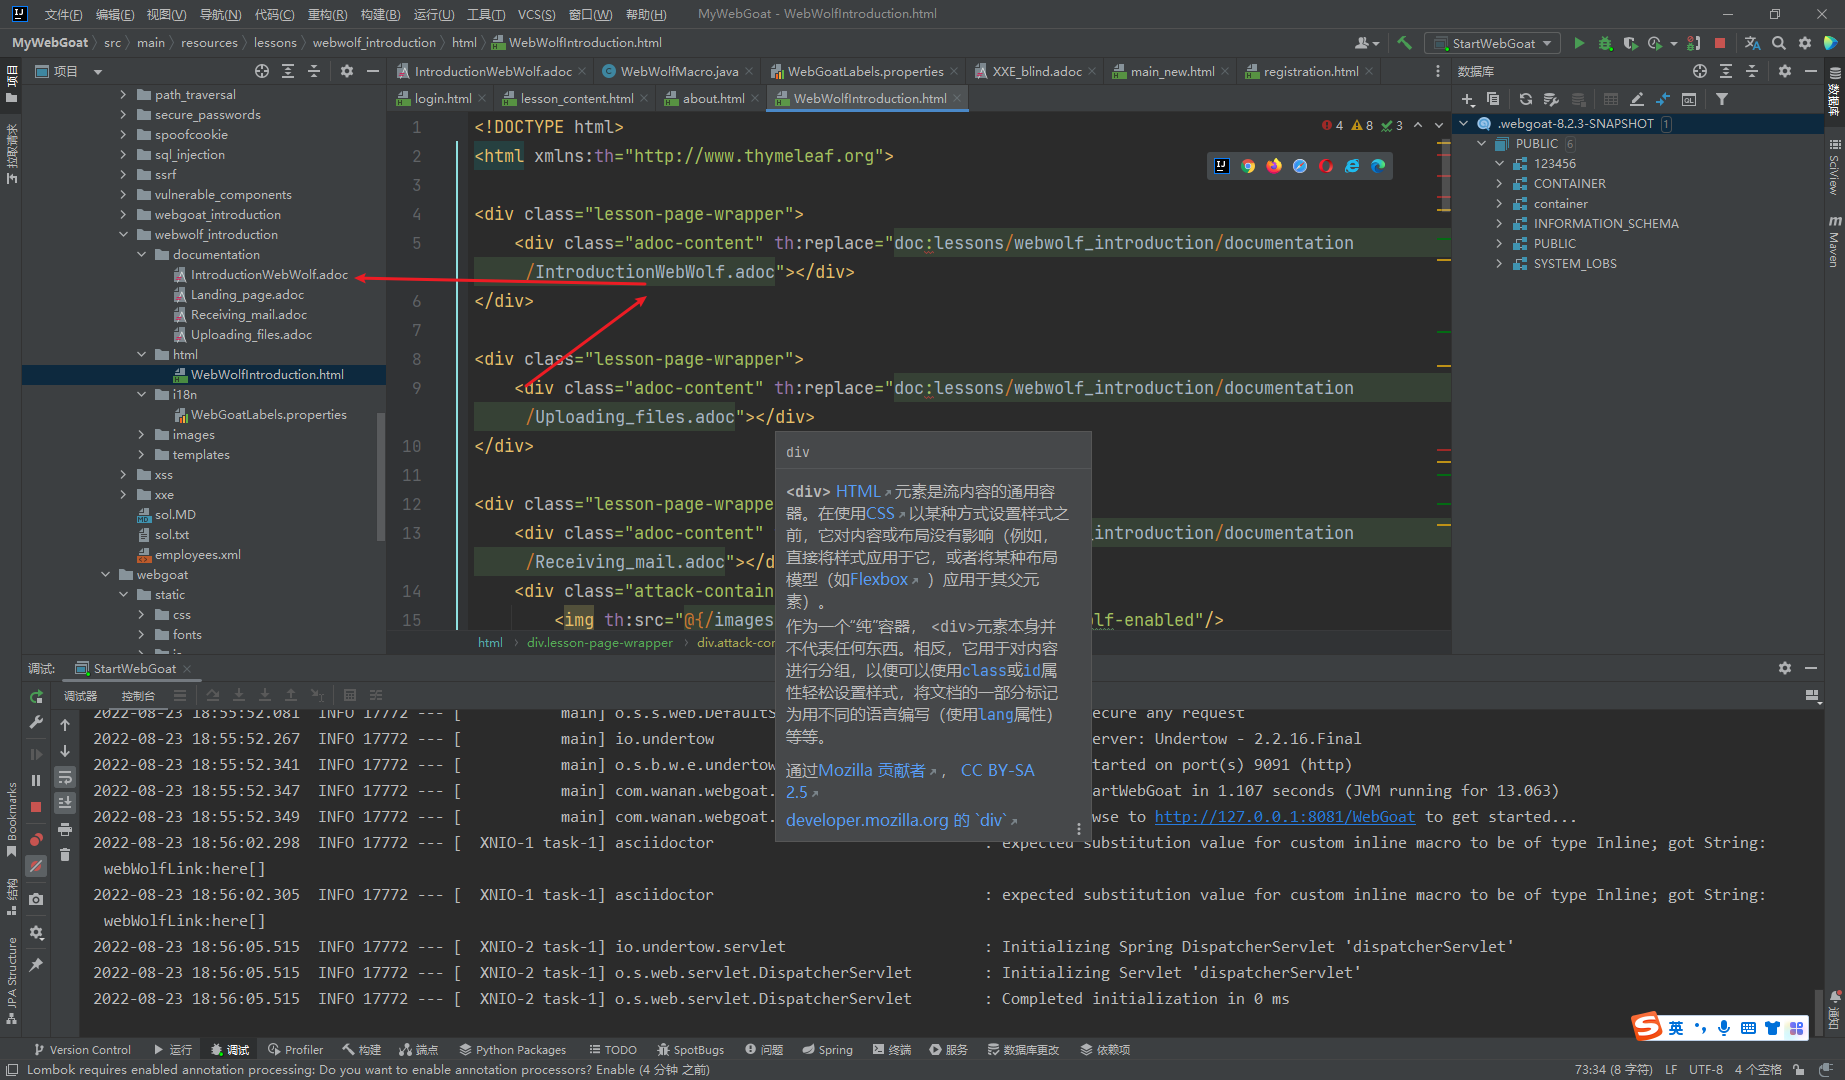 文件(F) 编辑(E) 视图(V) 导航(N) 代码(C) 重构(R) 构建(B) 运行(U) 工具(T) VCS(S) 窗口(W) 帮助(H) MyWebGoat - WebWolfIntroduction.html
MyWebGoat src main resources lessons webwolf_introduction html WebWolfIntroduction.html StartWebGoat
项目
IntroductionWebWolf.adoc WebWolfMacro.java WebGoatLabels.properties XXE_blind.adoc main_new.html registration.html
login.html lesson_content.html about.html WebWolfIntroduction.html
数据库
项目
拉取请求
path_traversal
secure_passwords
spoofcookie
sql_injection
ssrf
vulnerable_components
webgoat_introduction
webwolf_introduction
documentation
IntroductionWebWolf.adoc
Landing_page.adoc
Receiving_mail.adoc
Uploading_files.adoc
html
WebWolfIntroduction.html
i18n
WebGoatLabels.properties
images
templates
xss
xxe
sol.MD
sol.txt
employees.xml
webgoat
static
css
fonts
4 8 3
1 <!DOCTYPE html>
2 <html xmlns:th="http://www.thymeleaf.org">
3
4 <div class="lesson-page-wrapper">
5 <div class="adoc-content" th:replace="doc:lessons/webwolf_introduction/documentation
/IntroductionWebWolf.adoc"></div>
6 </div>
7
8 <div class="lesson-page-wrapper">
9 <div class="adoc-content" th:replace="doc:lessons/webwolf_introduction/documentation
/Uploading_files.adoc"></div>
10 </div>
11
12 <div class="lesson-page-wrappe
13 <div class="adoc-content" _introduction/documentation
/Receiving_mail.adoc"></d
14 <div class="attack-contain
15 <img th:src="@{/images lf-enabled"/>
html div.lesson-page-wrapper div.attack-cor
div
<div> HTML 元素是流内容的通用容
器。在使用CSS 以某种方式设置样式之
前，它对内容或布局没有影响（例如，
直接将样式应用于它，或者将某种布局
模型（如Flexbox ）应用于其父元
素）。
作为一个“纯”容器， <div>元素本身并
不代表任何东西。相反，它用于对内容
进行分组，以便可以使用class或id属
性轻松设置样式，将文档的一部分标记
为用不同的语言编写（使用lang属性）
等等。
通过Mozilla 贡献者， CC BY-SA
2.5
developer.mozilla.org 的 `div`
.webgoat-8.2.3-SNAPSHOT 1
PUBLIC 6
123456
CONTAINER
container
INFORMATION_SCHEMA
PUBLIC
SYSTEM_LOBS
数据库
SciView
Maven
通知
调试: StartWebGoat
调试器 控制台
2022-08-23 18:55:52.081 INFO 17772 --- [ main] o.s.s.web.DefaultS ecure any request
2022-08-23 18:55:52.267 INFO 17772 --- [ main] io.undertow erver: Undertow - 2.2.16.Final
2022-08-23 18:55:52.341 INFO 17772 --- [ main] o.s.b.w.e.undertow tarted on port(s) 9091 (http)
2022-08-23 18:55:52.347 INFO 17772 --- [ main] com.wanan.webgoat. artWebGoat in 1.107 seconds (JVM running for 13.063)
2022-08-23 18:55:52.349 INFO 17772 --- [ main] com.wanan.webgoat. wse to http://127.0.0.1:8081/WebGoat to get started...
2022-08-23 18:56:02.298 INFO 17772 --- [ XNIO-1 task-1] asciidoctor : expected substitution value for custom inline macro to be of type Inline; got String:
webWolfLink:here[]
2022-08-23 18:56:02.305 INFO 17772 --- [ XNIO-1 task-1] asciidoctor : expected substitution value for custom inline macro to be of type Inline; got String:
webWolfLink:here[]
2022-08-23 18:56:05.515 INFO 17772 --- [ XNIO-2 task-1] io.undertow.servlet : Initializing Spring DispatcherServlet 'dispatcherServlet'
2022-08-23 18:56:05.515 INFO 17772 --- [ XNIO-2 task-1] o.s.web.servlet.DispatcherServlet : Initializing Servlet 'dispatcherServlet'
2022-08-23 18:56:05.515 INFO 17772 --- [ XNIO-2 task-1] o.s.web.servlet.DispatcherServlet : Completed initialization in 0 ms
Bookmarks
结构
JPA Structure
英
Version Control 运行 调试 Profiler 构建 端点 Python Packages TODO SpotBugs 问题 Spring 终端 服务 数据库更改 依赖项
Lombok requires enabled annotation processing: Do you want to enable annotation processors? Enable (4 分钟 之前) 73:34 (8 字符) LF UTF-8 4 个空格